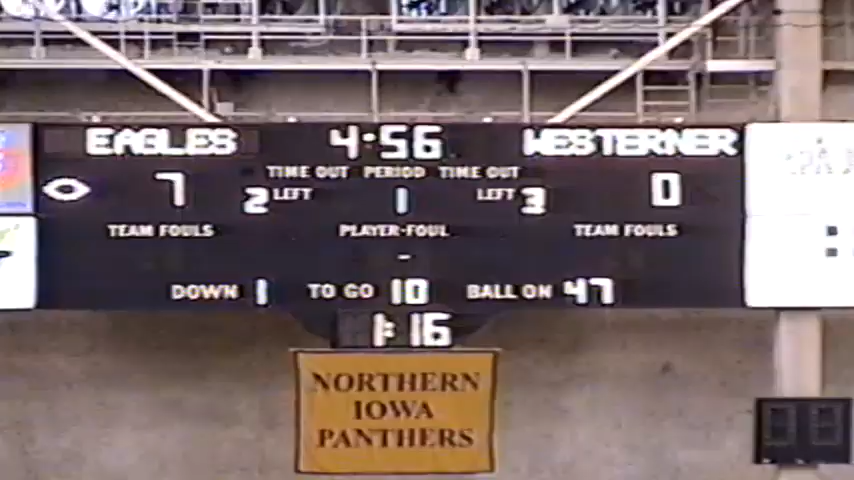 EAGLES 4:56 WESTERNER
TIME OUT PERIOD TIME OUT
7 2 LEFT 1 LEFT 3 0
TEAM FOULS PLAYER-FOUL TEAM FOULS
-
DOWN 1 TO GO 10 BALL ON 47
1:16
NORTHERN
IOWA
PANTHERS